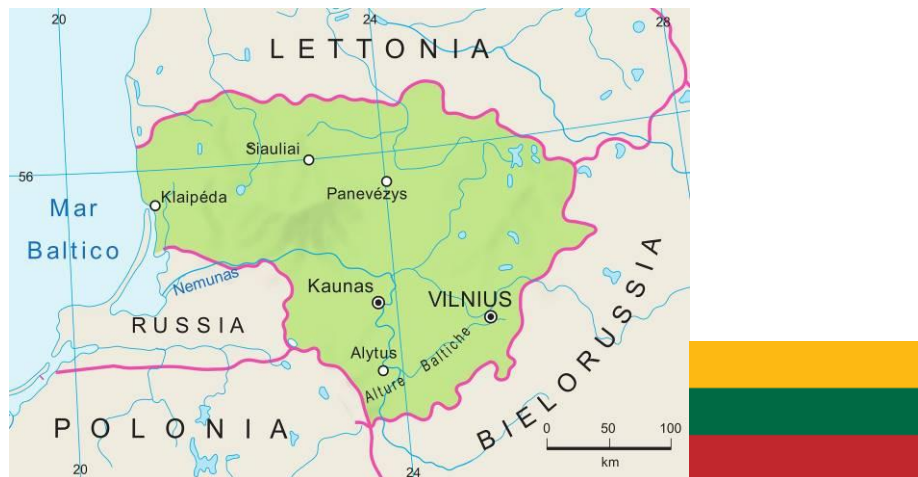 20
24
28
LETTONIA
Siauliai
56
Panevézys
Klaipéda
Mar
Baltico
Nemunas
Kaunas
VILNIUS
RUSSIA
Alytus
Alture Baltiche
BIELORUSSIA
POLONIA
0 50 100
km
20
24